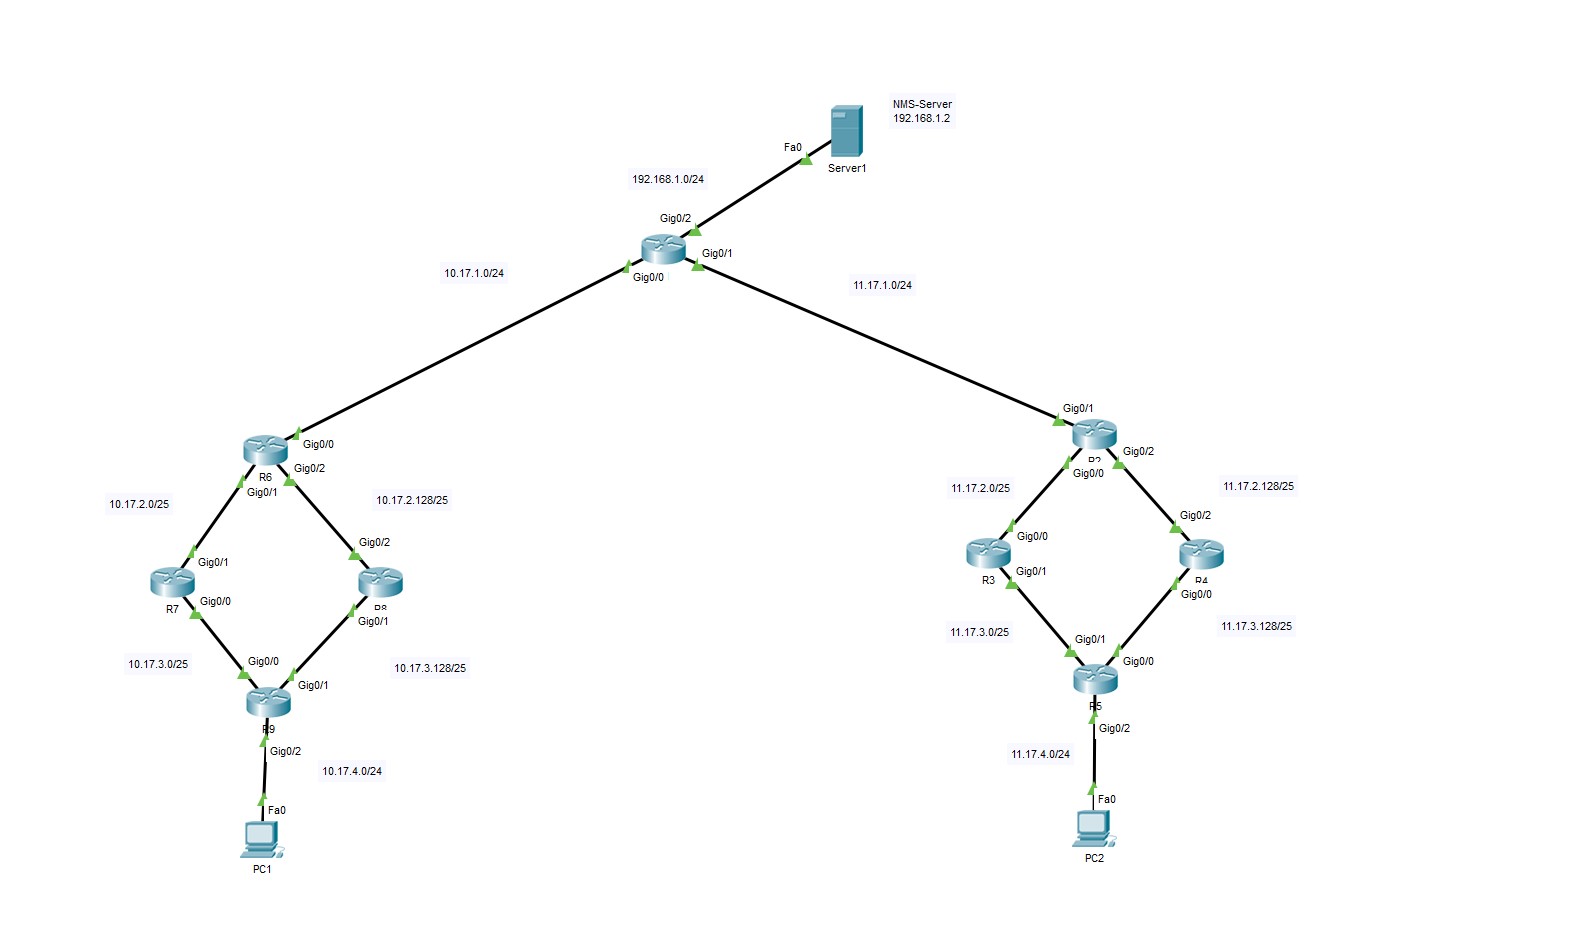 NMS-Server
192.168.1.2
Fa0
Server1
192.168.1.0/24
Gig0/2
Gig0/1
Gig0/0
10.17.1.0/24
11.17.1.0/24
Gig0/1
Gig0/0
R6
Gig0/2
Gig0/1
R2
Gig0/2
Gig0/0
10.17.2.0/25
10.17.2.128/25
11.17.2.0/25
11.17.2.128/25
Gig0/1
Gig0/2
Gig0/0
Gig0/2
R7
Gig0/0
R8
Gig0/1
R3
Gig0/1
R4
Gig0/0
10.17.3.0/25
10.17.3.128/25
11.17.3.0/25
11.17.3.128/25
Gig0/0
Gig0/1
Gig0/1
Gig0/0
R9
Gig0/2
R5
Gig0/2
10.17.4.0/24
11.17.4.0/24
Fa0
Fa0
PC1
PC2